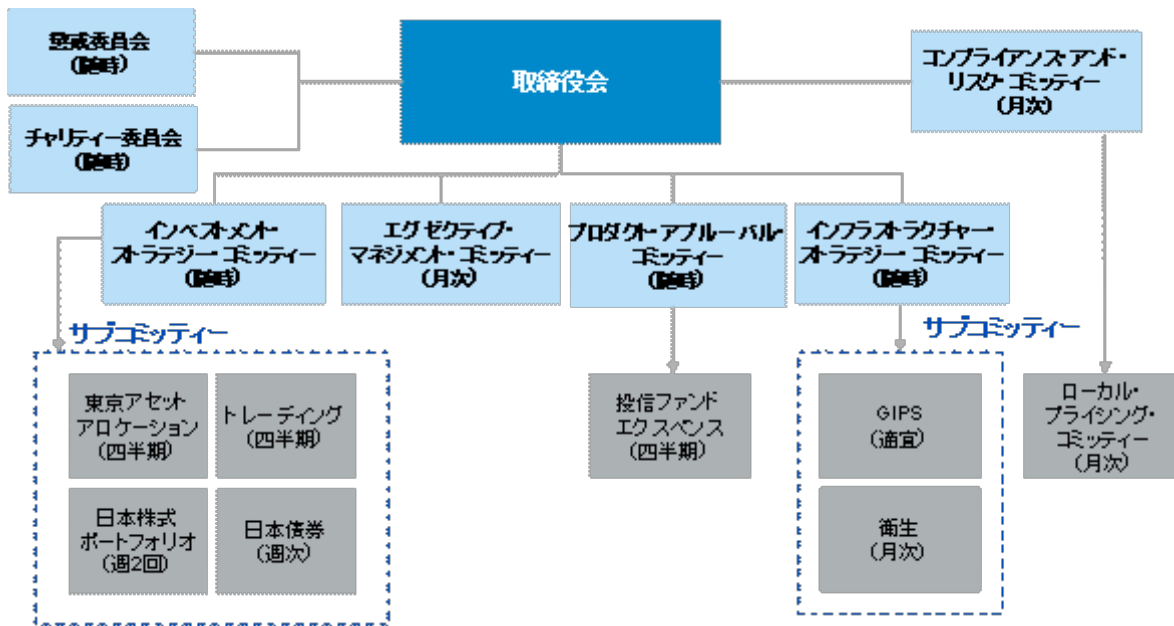 懲戒委員会
(臨時)
取締役会
コンプライアンス・アンド・
リスク・コミッティー
(月次)
チャリティー委員会
(臨時)
インベストメント・
ストラテジー・コミッティー
(臨時)
エグゼクティブ・
マネジメント・コミッティー
(月次)
プロダクト・アプルーバル・
コミッティー
(臨時)
インフラストラクチャー・
ストラテジー・コミッティー
(臨時)
サブコミッティー
サブコミッティー
東京アセット
アロケーション
(四半期)
トレーディング
(四半期)
投信ファンド
エクスペンス
(四半期)
GIPS
(適宜)
ローカル・
プライシング・
コミッティー
(月次)
日本株式
ポートフォリオ
(週2回)
日本債券
(週次)
衛生
(月次)